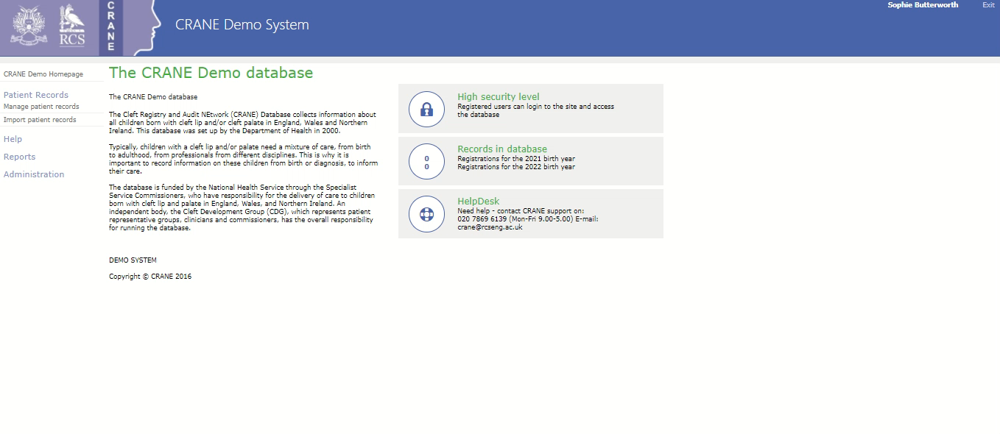 C
R
A
N
E
RCS
CRANE Demo System
Sophie Butterworth
Exit
CRANE Demo Homepage
Patient Records
Manage patient records
Import patient records
Help
Reports
Administration
The CRANE Demo database
The CRANE Demo database
The Cleft Registry and Audit NEtwork (CRANE) Database collects information about
all children born with cleft lip and/or cleft palate in England, Wales and Northern
Ireland. This database was set up by the Department of Health in 2000.
Typically, children with a cleft lip and/or palate need a mixture of care, from birth
to adulthood, from professionals from different disciplines. This is why it is
important to record information on these children from birth or diagnosis, to inform
their care.
The database is funded by the National Health Service through the Specialist
Service Commissioners, who have responsibility for the delivery of care to children
born with cleft lip and palate in England, Wales, and Northern Ireland. An
independent body, the Cleft Development Group (CDG), which represents patient
representative groups, clinicians and commissioners, has the overall responsibility
for running the database.
DEMO SYSTEM
Copyright © CRANE 2016
High security level
Registered users can login to the site and access
the database
Records in database
0 Registrations for the 2021 birth year
0 Registrations for the 2022 birth year
HelpDesk
Need help - contact CRANE support on:
020 7869 6139 (Mon-Fri 9.00-5.00) E-mail:
crane@rcseng.ac.uk